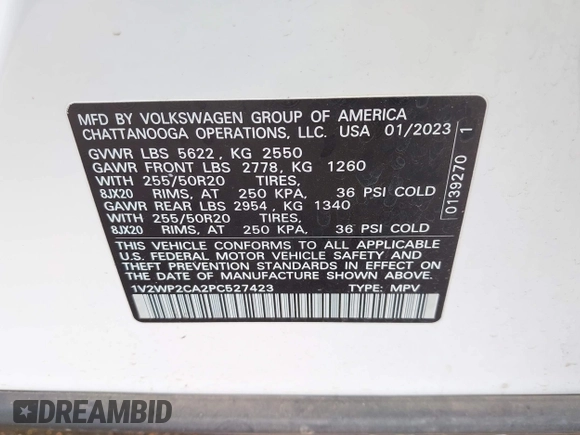 MFD BY VOLKSWAGEN GROUP OF AMERICA
CHATTANOOGA OPERATIONS, LLC. USA 01/2023
GVWR LBS 5622, KG 2550
GAWR FRONT LBS 2778, KG 1260
WITH 255/50R20 TIRES,
8JX20 RIMS, AT 250 KPA, 36 PSI COLD
GAWR REAR LBS 2954, KG 1340
WITH 255/50R20 TIRES,
8JX20 RIMS, AT 250 KPA, 36 PSI COLD
THIS VEHICLE CONFORMS TO ALL APPLICABLE
U.S. FEDERAL MOTOR VEHICLE SAFETY AND
THEFT PREVENTION STANDARDS IN EFFECT
ON THE DATE OF MANUFACTURE SHOWN ABOVE.
1V2WP2CA2PC527423 TYPE: MPV
0139270 1
DREAMBID